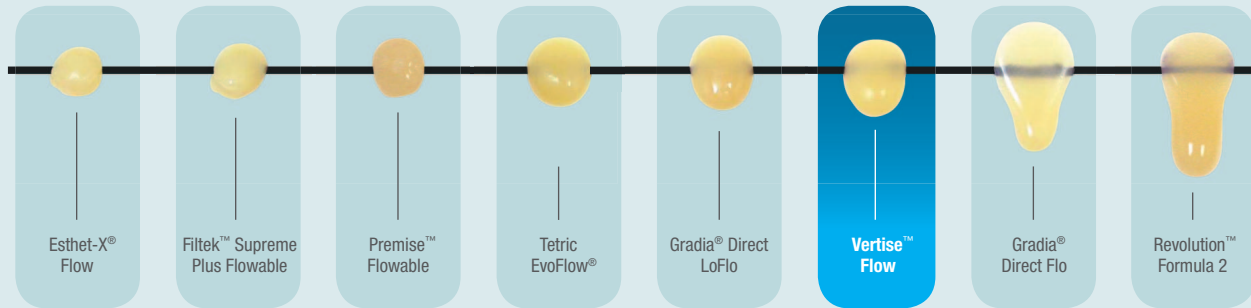 Esthet-X®
Flow
Filtek™ Supreme
Plus Flowable
Premise™
Flowable
Tetric
EvoFlow®
Gradia® Direct
LoFlo
Vertise™
Flow
Gradia®
Direct Flo
Revolution™
Formula 2